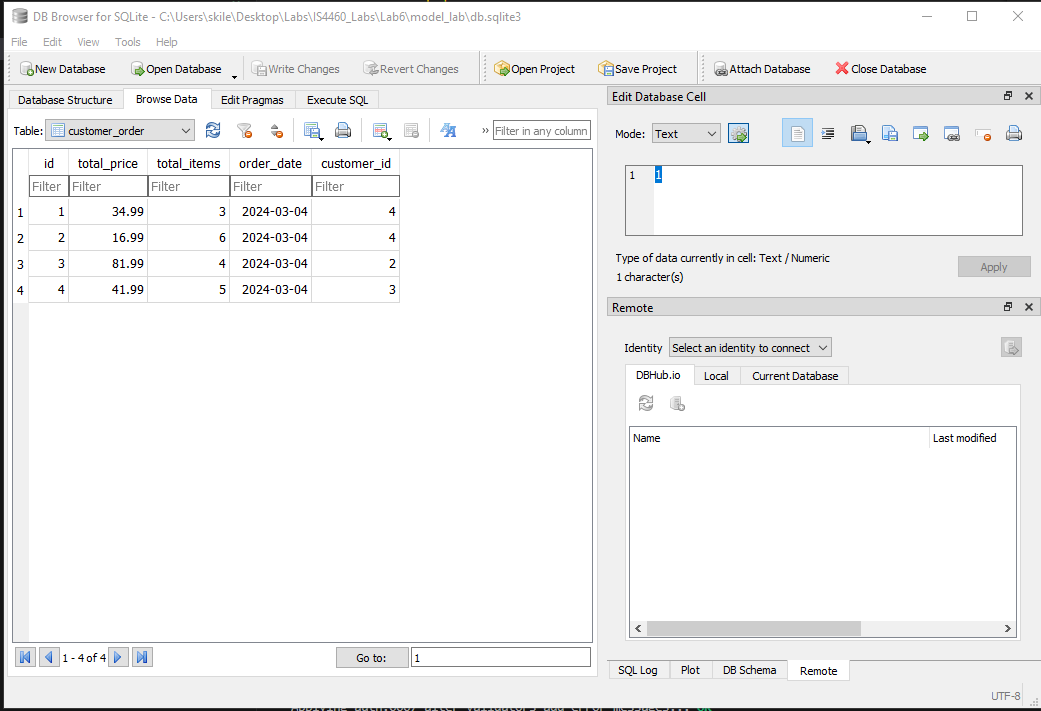 DB Browser for SQLite - C:\Users\skile\Desktop\Labs\IS4460_Labs\Lab6\model_lab\db.sqlite3
File Edit View Tools Help
New Database Open Database Write Changes Revert Changes Open Project Save Project Attach Database Close Database
Database Structure Browse Data Edit Pragmas Execute SQL
Table: customer_order » Filter in any column
id total_price total_items order_date customer_id
Filter Filter Filter Filter Filter
1 1 34.99 3 2024-03-04 4
2 2 16.99 6 2024-03-04 4
3 3 81.99 4 2024-03-04 2
4 4 41.99 5 2024-03-04 3
1 - 4 of 4 Go to: 1
Edit Database Cell
Mode: Text
1 1
Type of data currently in cell: Text / Numeric
1 character(s)
Apply
Remote
Identity Select an identity to connect
DBHub.io Local Current Database
Name Last modified
SQL Log Plot DB Schema Remote
UTF-8